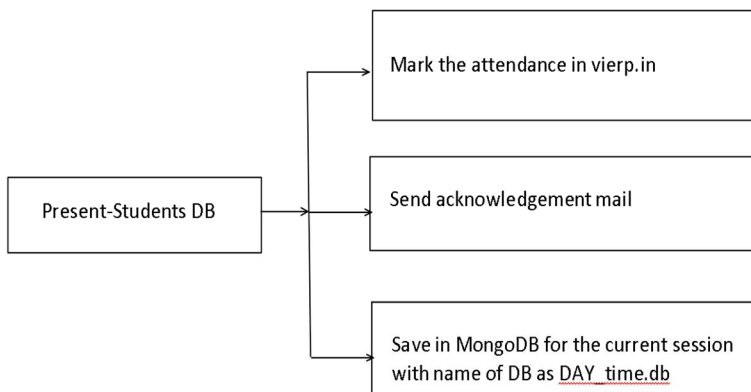 Mark the attendance in vierp.in
Present-Students DB
Send acknowledgement mail
Save in MongoDB for the current session
with name of DB as DAY_time.db